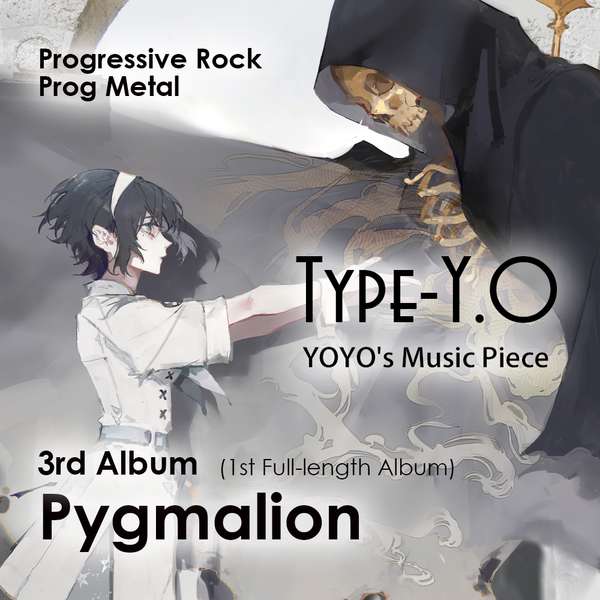 Progressive Rock
Prog Metal
TYPE-Y.O
YOYO's Music Piece
3rd Album (1st Full-length Album)
Pygmalion